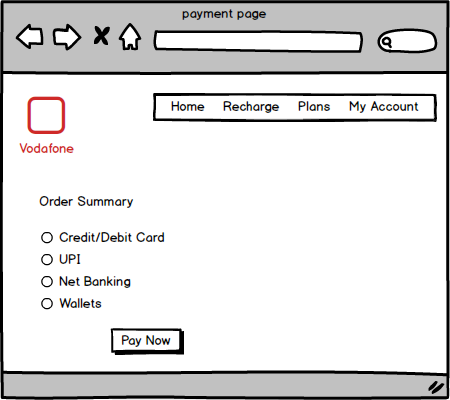 payment page
Home Recharge Plans My Account
Vodafone
Order Summary
Credit/Debit Card
UPI
Net Banking
Wallets
Pay Now